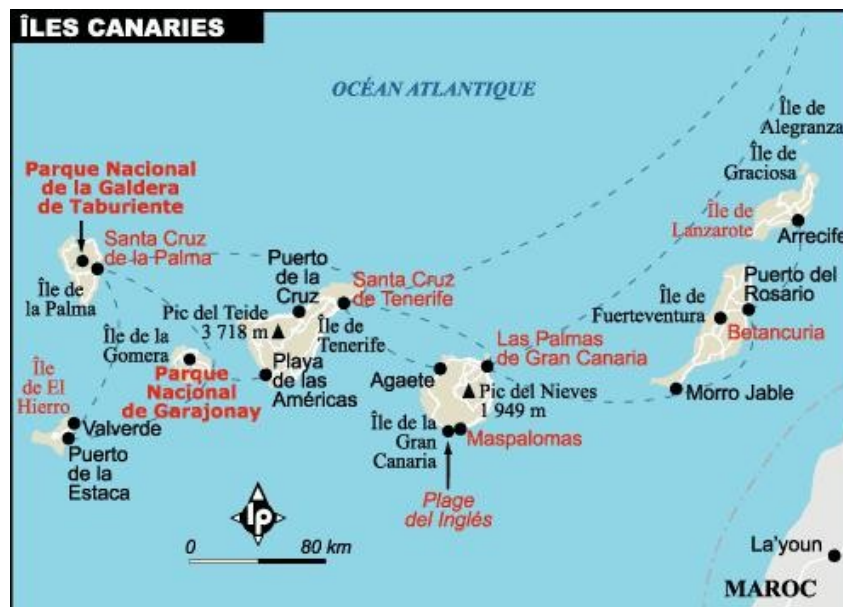 ÎLES CANARIES
OCÉAN ATLANTIQUE
Île de
Alegranza
Île de
Graciosa
Île de
Lanzarote
Arrecife
Parque Nacional
de la Galdera
de Taburiente
Santa Cruz
de la Palma
Île de
la Palma
Puerto
de la
Cruz
Santa Cruz
de Tenerife
Pic del Teide
3 718 m
Île de
Tenerife
Île de la
Gomera
Parque
Nacional
de Garajonay
Playa
de las
Américas
Île
de El
Hierro
Valverde
Puerto
de la
Estaca
Agaete
Las Palmas
de Gran Canaria
Pic del Nieves
1 949 m
Île de la
Gran
Canaria
Maspalomas
Plage
del Inglés
Puerto del
Rosario
Île de
Fuerteventura
Betancuria
Morro Jable
lp
0 80 km
La'youn
MAROC